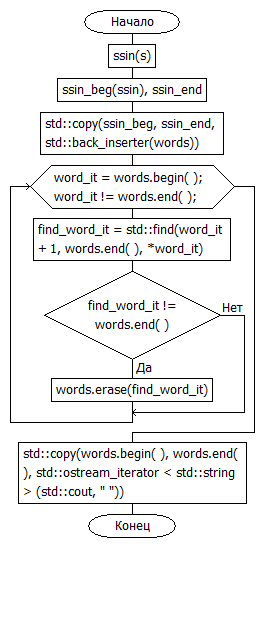 Начало
ssin(s)
ssin_beg(ssin), ssin_end
std::copy(ssin_beg, ssin_end,
std::back_inserter(words))
word_it = words.begin( );
word_it != words.end( );
find_word_it = std::find(word_it
+ 1, words.end( ), *word_it)
find_word_it !=
words.end( )
Нет
Да
words.erase(find_word_it)
std::copy(words.begin( ), words.end(
), std::ostream_iterator < std::string
> (std::cout, " "))
Конец